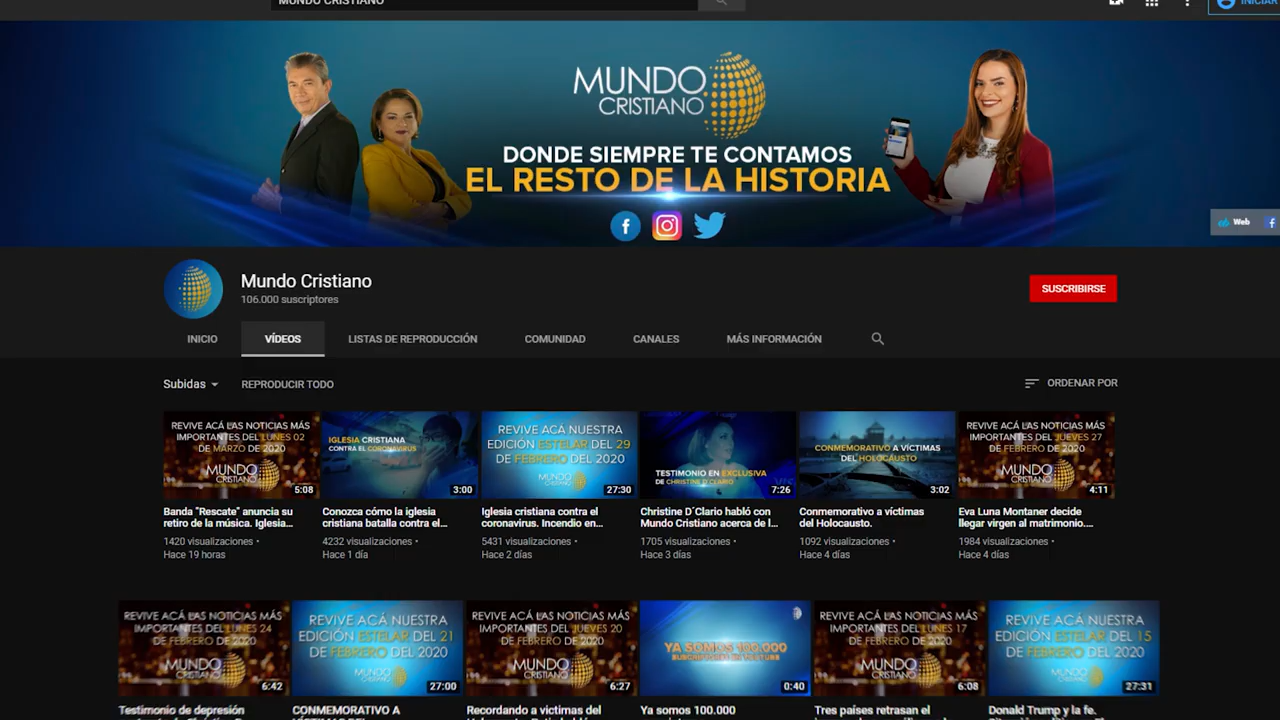 MUNDO CRISTIANO
INICIAR
MUNDO
CRISTIANO
DONDE SIEMPRE TE CONTAMOS
EL RESTO DE LA HISTORIA
Web
Mundo Cristiano
106.000 suscriptores
SUSCRIBIRSE
INICIO
VÍDEOS
LISTAS DE REPRODUCCIÓN
COMUNIDAD
CANALES
MÁS INFORMACIÓN
Subidas
REPRODUCIR TODO
ORDENAR POR
REVIVE ACÁ LAS NOTICIAS MÁS
IMPORTANTES DEL LUNES 02
DE MARZO DE 2020
MUNDO
CRISTIANO
5:08
Banda "Rescate" anuncia su
retiro de la música. Iglesia...
1420 visualizaciones •
Hace 19 horas
IGLESIA CRISTIANA
CONTRA EL CORONAVIRUS
3:00
Conozca cómo la iglesia
cristiana batalla contra el...
4232 visualizaciones •
Hace 1 día
REVIVE ACÁ NUESTRA
EDICIÓN ESTELAR DEL 29
DE FEBRERO DEL 2020
MUNDO
CRISTIANO
27:30
Iglesia cristiana contra el
coronavirus. Incendio en...
5431 visualizaciones •
Hace 2 días
TESTIMONIO EN EXCLUSIVA
DE CHRISTINE D'CLARIO
7:26
Christine D´Clario habló con
Mundo Cristiano acerca de l...
1705 visualizaciones •
Hace 3 días
CONMEMORATIVO A VÍCTIMAS
DEL HOLOCAUSTO
3:02
Conmemorativo a víctimas
del Holocausto.
1092 visualizaciones •
Hace 4 días
REVIVE ACÁ LAS NOTICIAS MÁS
IMPORTANTES DEL JUEVES 27
DE FEBRERO DE 2020
MUNDO
CRISTIANO
4:11
Eva Luna Montaner decide
llegar virgen al matrimonio....
1984 visualizaciones •
Hace 4 días
REVIVE ACÁ LAS NOTICIAS MÁS
IMPORTANTES DEL LUNES 24
DE FEBRERO DE 2020
MUNDO
CRISTIANO
6:42
Testimonio de depresión
REVIVE ACÁ NUESTRA
EDICIÓN ESTELAR DEL 21
DE FEBRERO DEL 2020
MUNDO
CRISTIANO
27:00
CONMEMORATIVO A
REVIVE ACÁ LAS NOTICIAS MÁS
IMPORTANTES DEL JUEVES 20
DE FEBRERO DE 2020
MUNDO
CRISTIANO
6:27
Recordando a victimas del
YA SOMOS 100.000
SUSCRIPTORES EN YOUTUBE
0:40
Ya somos 100.000
REVIVE ACÁ LAS NOTICIAS MÁS
IMPORTANTES DEL LUNES 17
DE FEBRERO DE 2020
MUNDO
CRISTIANO
6:08
Tres países retrasan el
REVIVE ACÁ NUESTRA
EDICIÓN ESTELAR DEL 15
DE FEBRERO DEL 2020
MUNDO
CRISTIANO
27:31
Donald Trump y la fe.